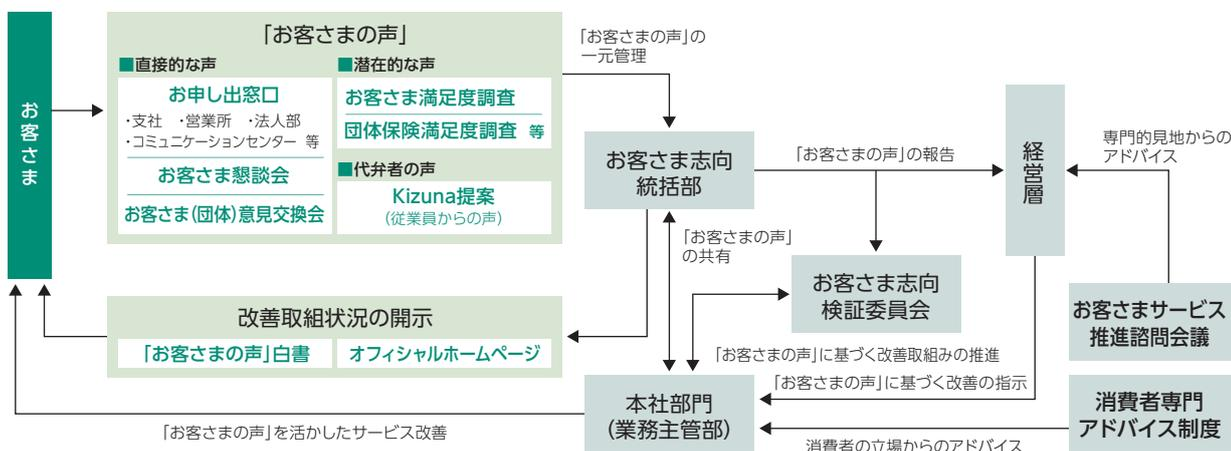 お客さま
「お客さまの声」
■直接的な声
お申し出窓口
・支社　・営業所　・法人部
・コミュニケーションセンター 等
お客さま懇談会
お客さま（団体）意見交換会
■潜在的な声
お客さま満足度調査
団体保険満足度調査 等
■代弁者の声
Kizuna提案
（従業員からの声）
「お客さまの声」の
一元管理
お客さま志向
統括部
「お客さまの声」の報告
経営層
専門的見地からの
アドバイス
「お客さまの声」
の共有
お客さま志向
検証委員会
お客さまサービス
推進諮問会議
改善取組状況の開示
「お客さまの声」白書
オフィシャルホームページ
「お客さまの声」に基づく改善取組みの推進
「お客さまの声」に基づく改善の指示
本社部門
（業務主管部）
消費者専門
アドバイス制度
「お客さまの声」を活かしたサービス改善
消費者の立場からのアドバイス